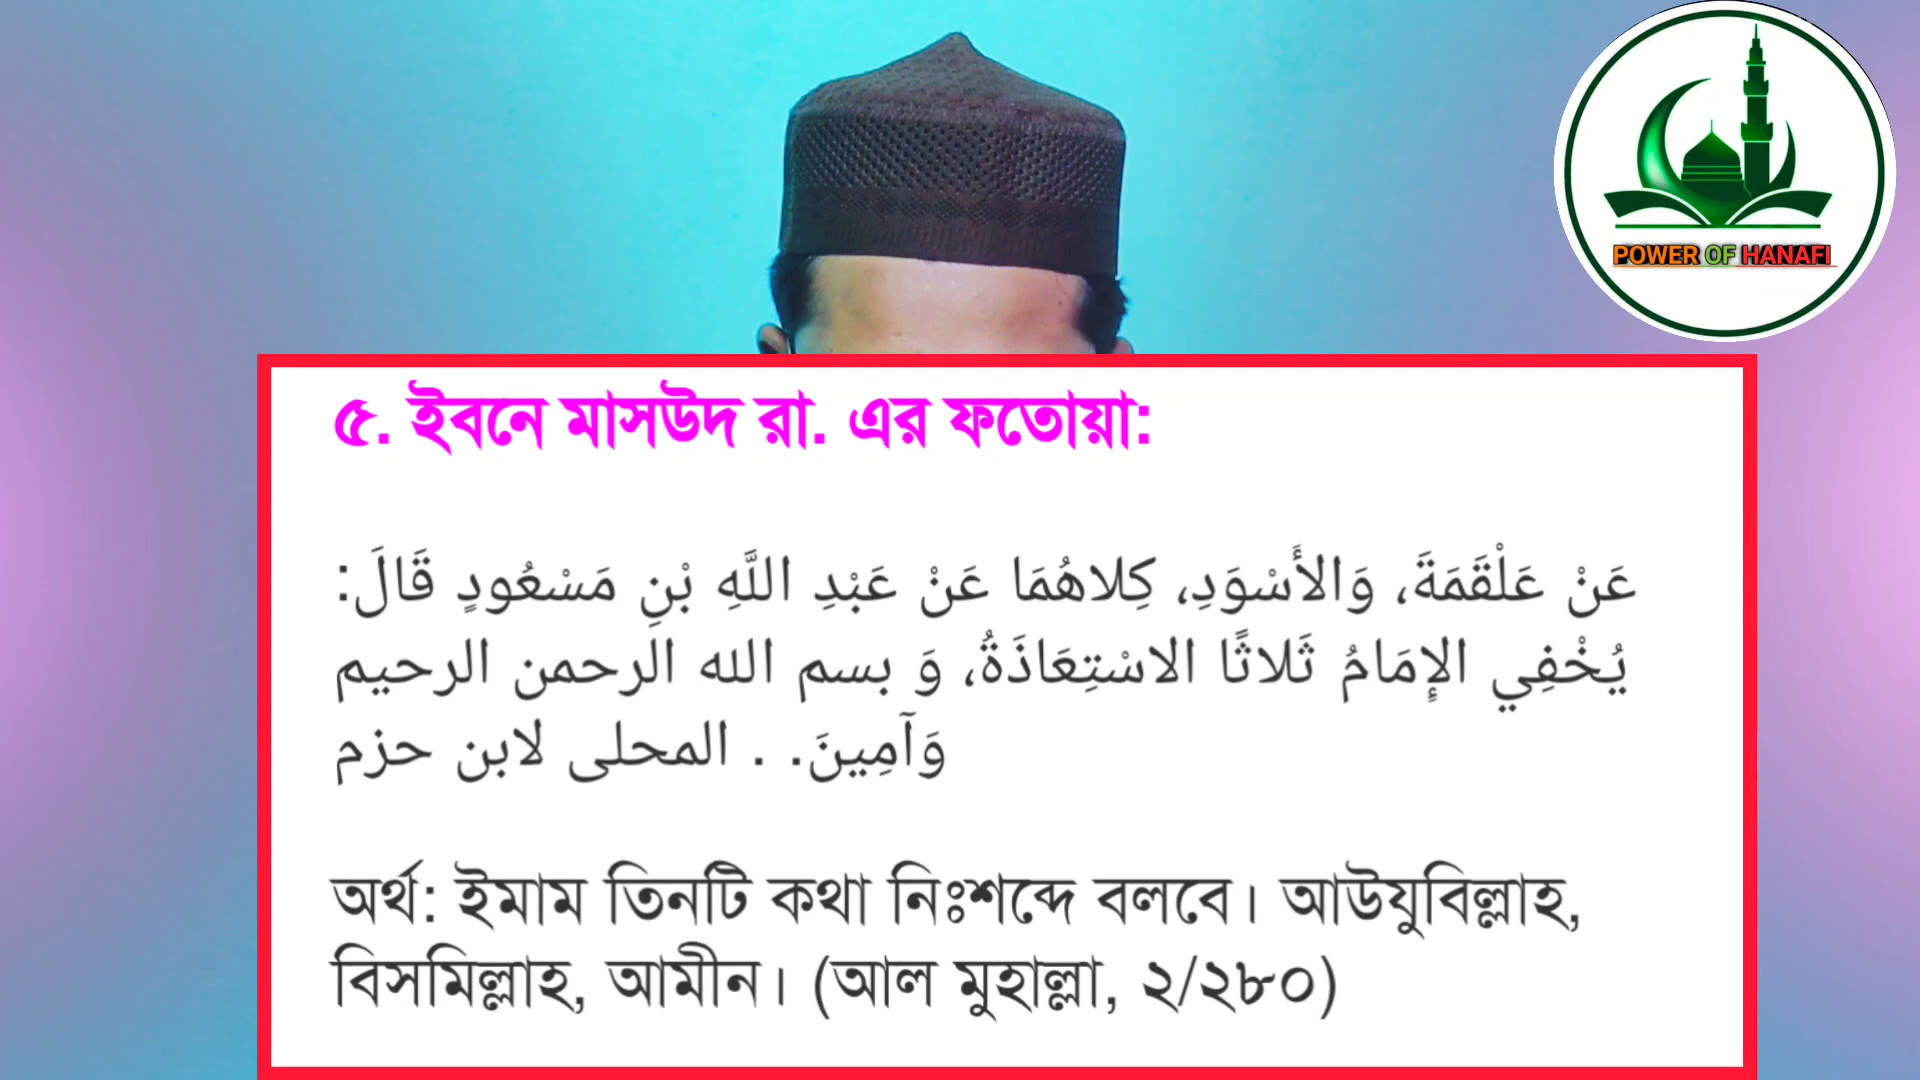 POWER OF HANAFI
৫. ইবনে মাসউদ রা. এর ফতোয়া:
عَنْ عَلْقَمَةَ، وَالأَسْوَدِ، كِلاهُمَا عَنْ عَبْدِ اللَّهِ بْنِ مَسْعُودٍ قَالَ:
يُخْفِي الإِمَامُ ثَلاثًا الاسْتِعَاذَةُ، وَ بسم الله الرحمن الرحيم
وَآمِينَ. . المحلى لابن حزم
অর্থ: ইমাম তিনটি কথা নিঃশব্দে বলবে। আউযুবিল্লাহ,
বিসমিল্লাহ, আমীন। (আল মুহাল্লা, ২/২৮০)